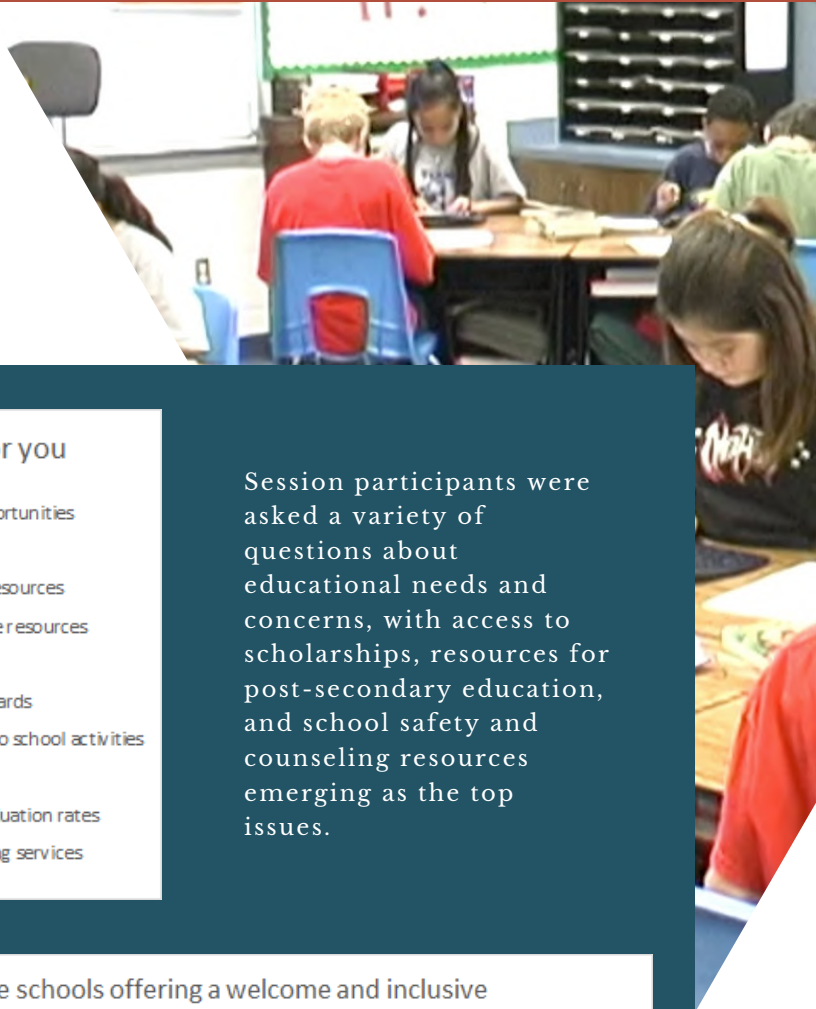 r you
ortunities
esources
e resources
ards
o school activities
uation rates
g services
Session participants were
asked a variety of
questions about
educational needs and
concerns, with access to
scholarships, resources for
post-secondary education,
and school safety and
counseling resources
emerging as the top
issues.
e schools offering a welcome and inclusive